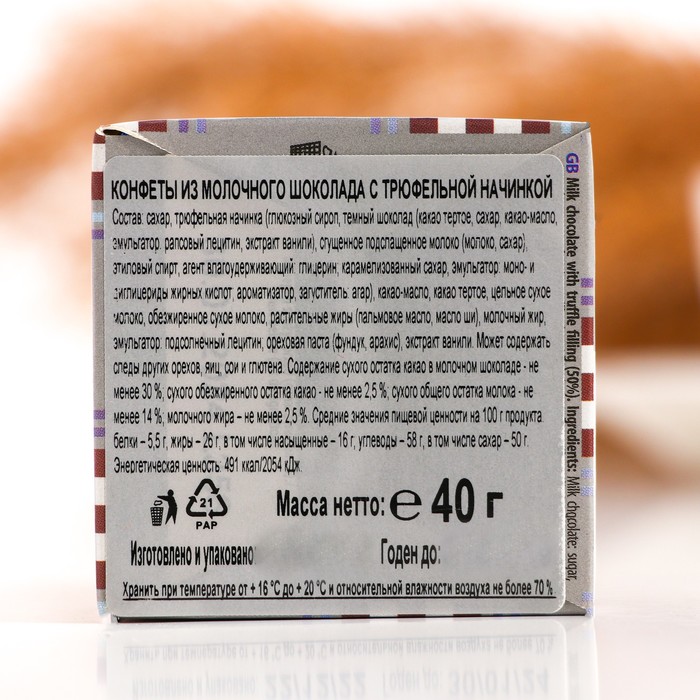 КОНФЕТЫ ИЗ МОЛОЧНОГО ШОКОЛАДА С ТРЮФЕЛЬНОЙ НАЧИНКОЙ
Состав: сахар, трюфельная начинка (глюкозный сироп, темный шоколад (какао тертое, сахар, какао-масло,
эмульгатор: рапсовый лецитин, экстракт ванили), сгущенное подслащенное молоко (молоко, сахар),
этиловый спирт, агент влагоудерживающий: глицерин, карамелизованный сахар, эмульгатор: моно- и
диглицериды жирных кислот, ароматизатор, загуститель: агар), какао-масло, какао тертое, цельное сухое
молоко, обезжиренное сухое молоко, растительные жиры (пальмовое масло, масло ши), молочный жир,
эмульгатор: подсолнечный лецитин; ореховая паста (фундук, арахис), экстракт ванили. Может содержать
следы других орехов, яиц, сои и глютена. Содержание сухого остатка какао в молочном шоколаде - не
менее 30 %; сухого обезжиренного остатка какао - не менее 2,5 %; сухого общего остатка молока - не
менее 14 %; молочного жира – не менее 2,5 %. Средние значения пищевой ценности на 100 г продукта:
белки – 5,5 г, жиры – 26 г, в том числе насыщенные – 16 г, углеводы – 58 г, в том числе сахар – 50 г.
Энергетическая ценность: 491 ккал/2054 кДж.
21
PAP
Масса нетто: ℮ 40 г
Изготовлено и упаковано:
Годен до:
Хранить при температуре от + 16 °С до + 20 °С и относительной влажности воздуха не более 70 %
GB Milk chocolate with truffle filling (50%). Ingredients: Milk chocolate: sugar,
22/12/22
30/01/24